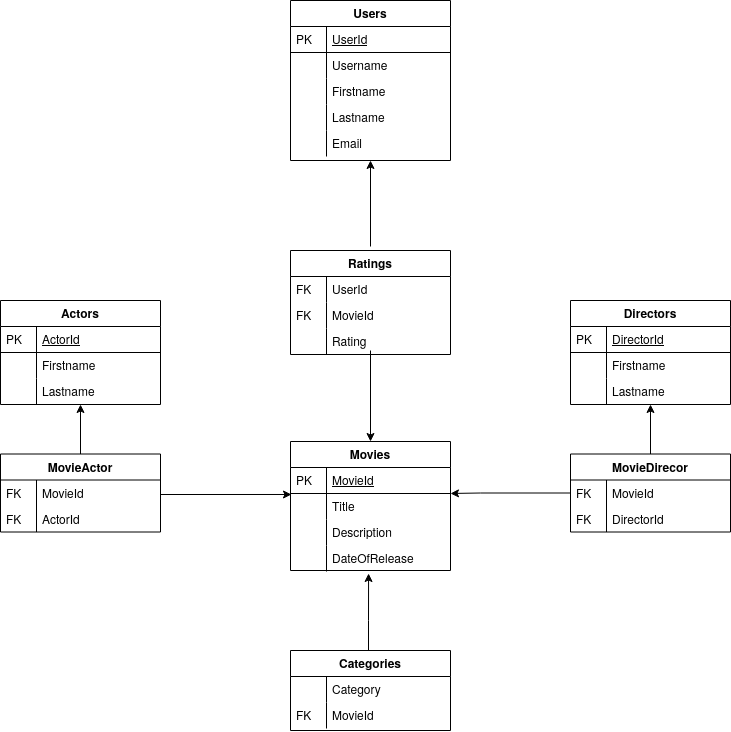 Users
PK UserId
Username
Firstname
Lastname
Email
Ratings
FK UserId
FK MovieId
Rating
Actors
PK ActorId
Firstname
Lastname
Directors
PK DirectorId
Firstname
Lastname
MovieActor
FK MovieId
FK ActorId
Movies
PK MovieId
Title
Description
DateOfRelease
MovieDirecor
FK MovieId
FK DirectorId
Categories
Category
FK MovieId